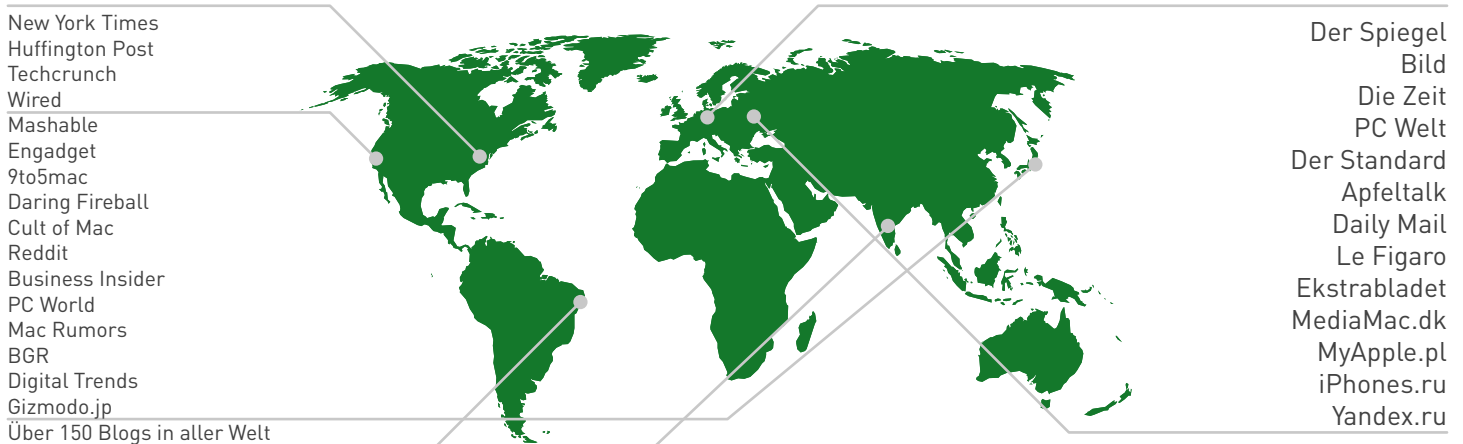 New York Times
Huffington Post
Techcrunch
Wired
Mashable
Engadget
9to5mac
Daring Fireball
Cult of Mac
Reddit
Business Insider
PC World
Mac Rumors
BGR
Digital Trends
Gizmodo.jp
Über 150 Blogs in aller Welt
Der Spiegel
Bild
Die Zeit
PC Welt
Der Standard
Apfeltalk
Daily Mail
Le Figaro
Ekstrabladet
MediaMac.dk
MyApple.pl
iPhones.ru
Yandex.ru